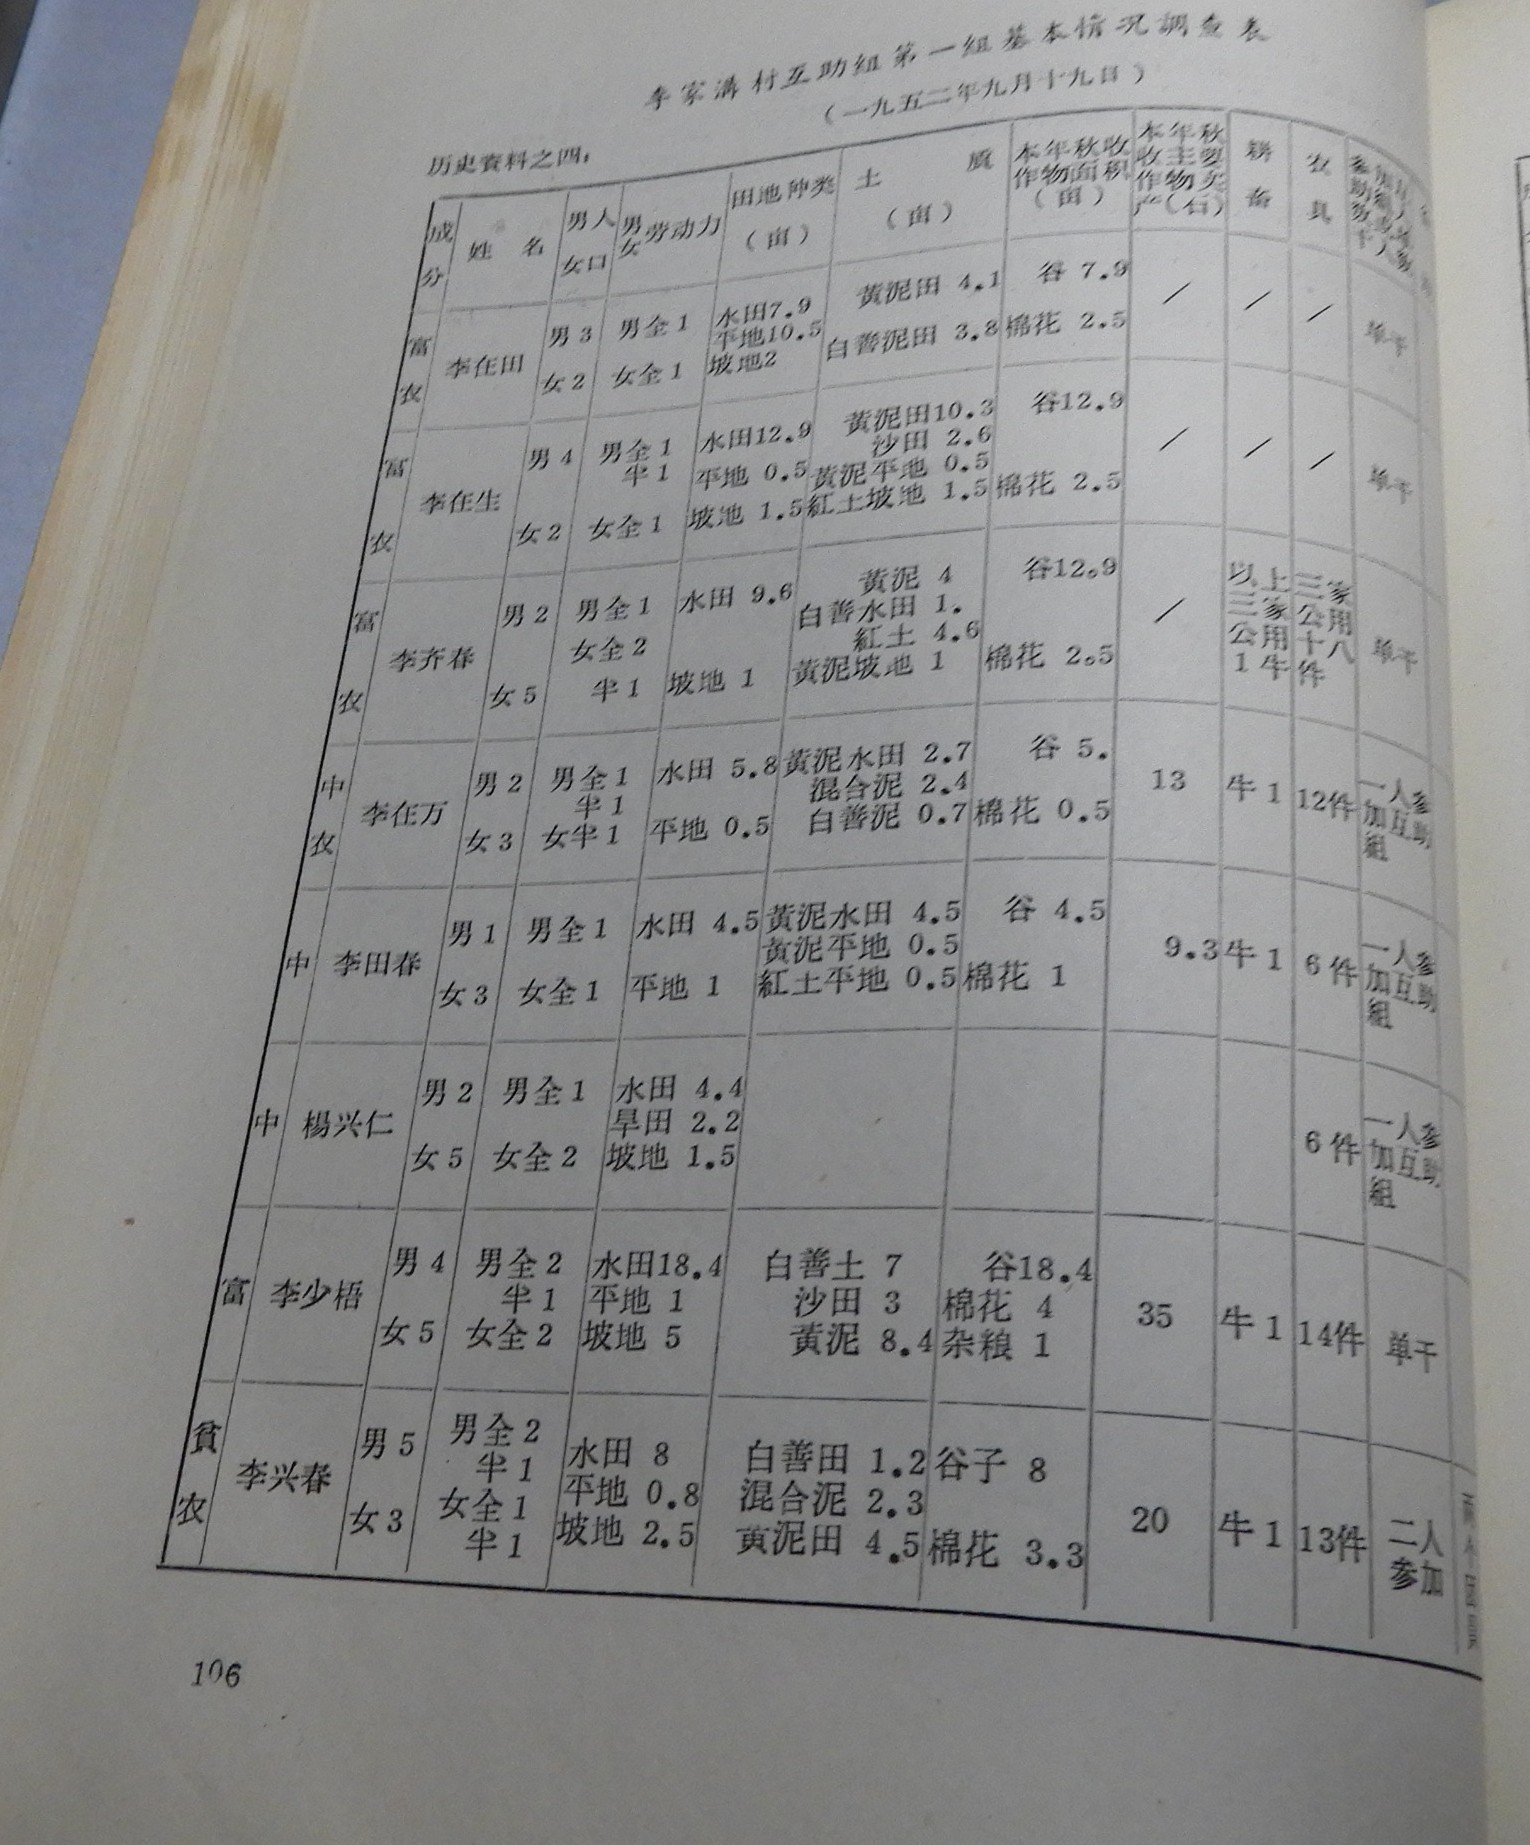 李家溝村互助組第一組基本情况調查表
（一九五二年九月十九日）
历史資料之四：
成分 姓名 男女人口 男女劳动力 田地种类（亩） 土質（亩） 本年秋收作物面积（亩） 本年秋收主要作物实产（石） 耕畜 农具
富农 李在田 男3 女2 男全1 女全1 水田7.9 平地10.5 坡地2 黃泥田 4.1 白善泥田 3.8 谷 7.9 棉花 2.5 / / / 单干
富农 李在生 男4 女2 男全1 半1 女全1 水田12.9 平地 0.5 坡地 1.5 黃泥田10.3 沙田 2.6 黃泥平地 0.5 紅土坡地 1.5 谷12.9 棉花 2.5 / / / 单干
富农 李齐春 男2 女5 男全1 女全2 半1 水田 9.6 坡地 1 黃泥 4 白善水田 1. 紅土 4.6 黃泥坡地 1 谷12.9 棉花 2.5 / 以上三家公用1牛 三家公用十八件 单干
中农 李在万 男2 女3 男全1 半1 女半1 水田 5.8 平地 0.5 黃泥水田 2.7 混合泥 2.4 白善泥 0.7 谷 5. 棉花 0.5 13 牛1 12件 一人参加互助組
中 李田春 男1 女3 男全1 女全1 水田 4.5 平地 1 黃泥水田 4.5 黃泥平地 0.5 紅土平地 0.5 谷 4.5 棉花 1 9.3 牛1 6件 一人参加互助組
中 楊兴仁 男2 女5 男全1 女全2 水田 4.4 旱田 2.2 坡地 1.5 6件 一人参加互助組
富 李少梧 男4 女5 男全2 半1 女全2 水田18.4 平地 1 坡地 5 白善土 7 沙田 3 黃泥 8.4 谷18.4 棉花 4 杂粮 1 35 牛1 14件 单干
貧农 李兴春 男5 女3 男全2 半1 女全1 半1 水田 8 平地 0.8 坡地 2.5 白善田 1.2 混合泥 2.3 黃泥田 4.5 谷子 8 棉花 3.3 20 牛1 13件 二人参加
106